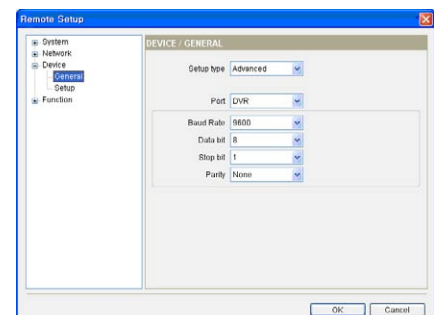 Remote Setup
System
Network
Device
General
Setup
Function
DEVICE / GENERAL
Setup type Advanced
Port DVR
Baud Rate 9600
Data bit 8
Stop bit 1
Parity None
OK Cancel